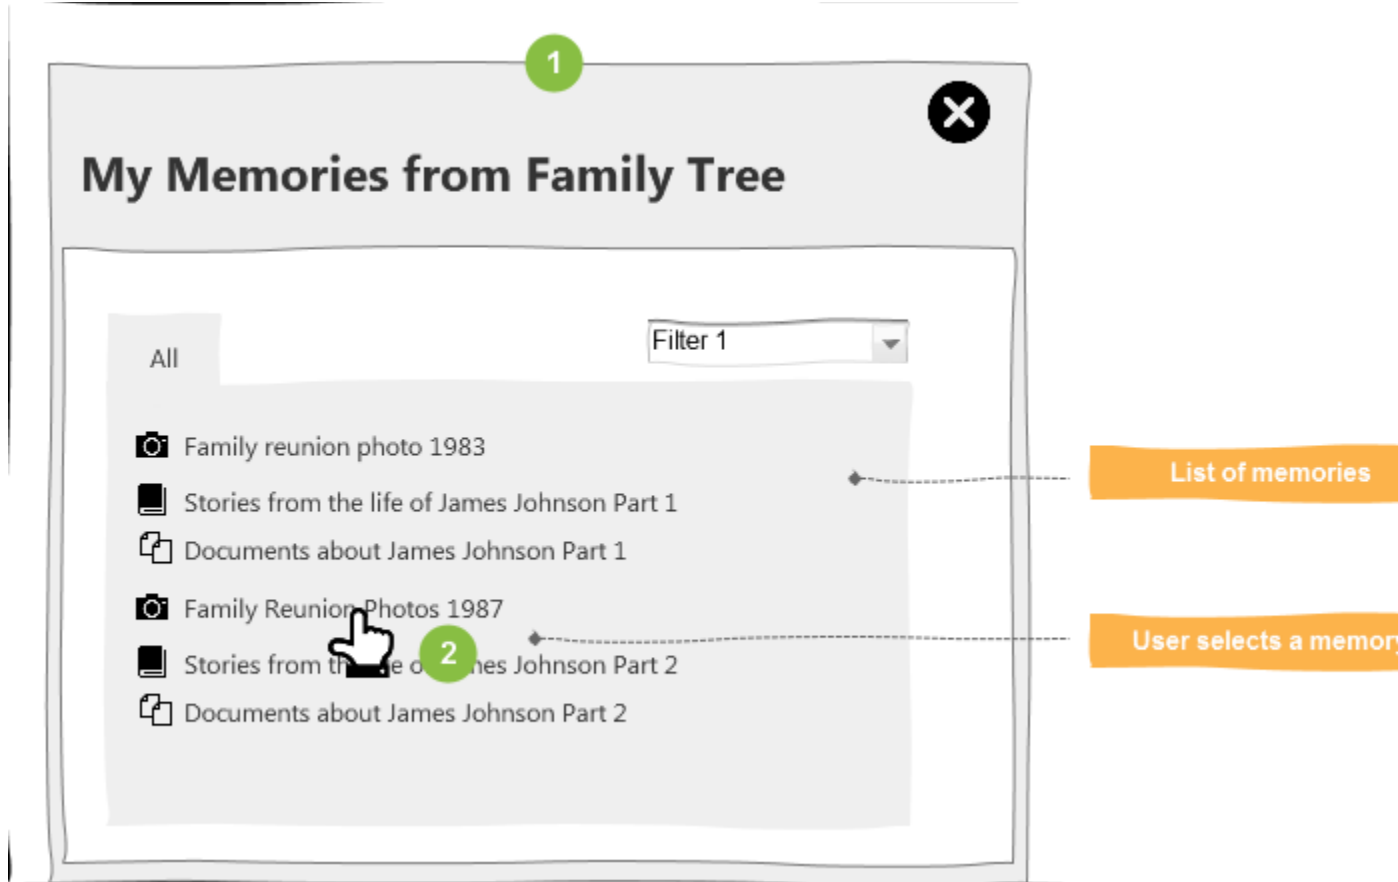 1
My Memories from Family Tree
Filter 1
All
Family reunion photo 1983
List of memories
Stories from the life of James Johnson Part 1
Documents about James Johnson Part 1
Family Reunion Photos 1987
User selects a memory
2
Stories from the Johnson Part 2
Documents about James Johnson Part 2